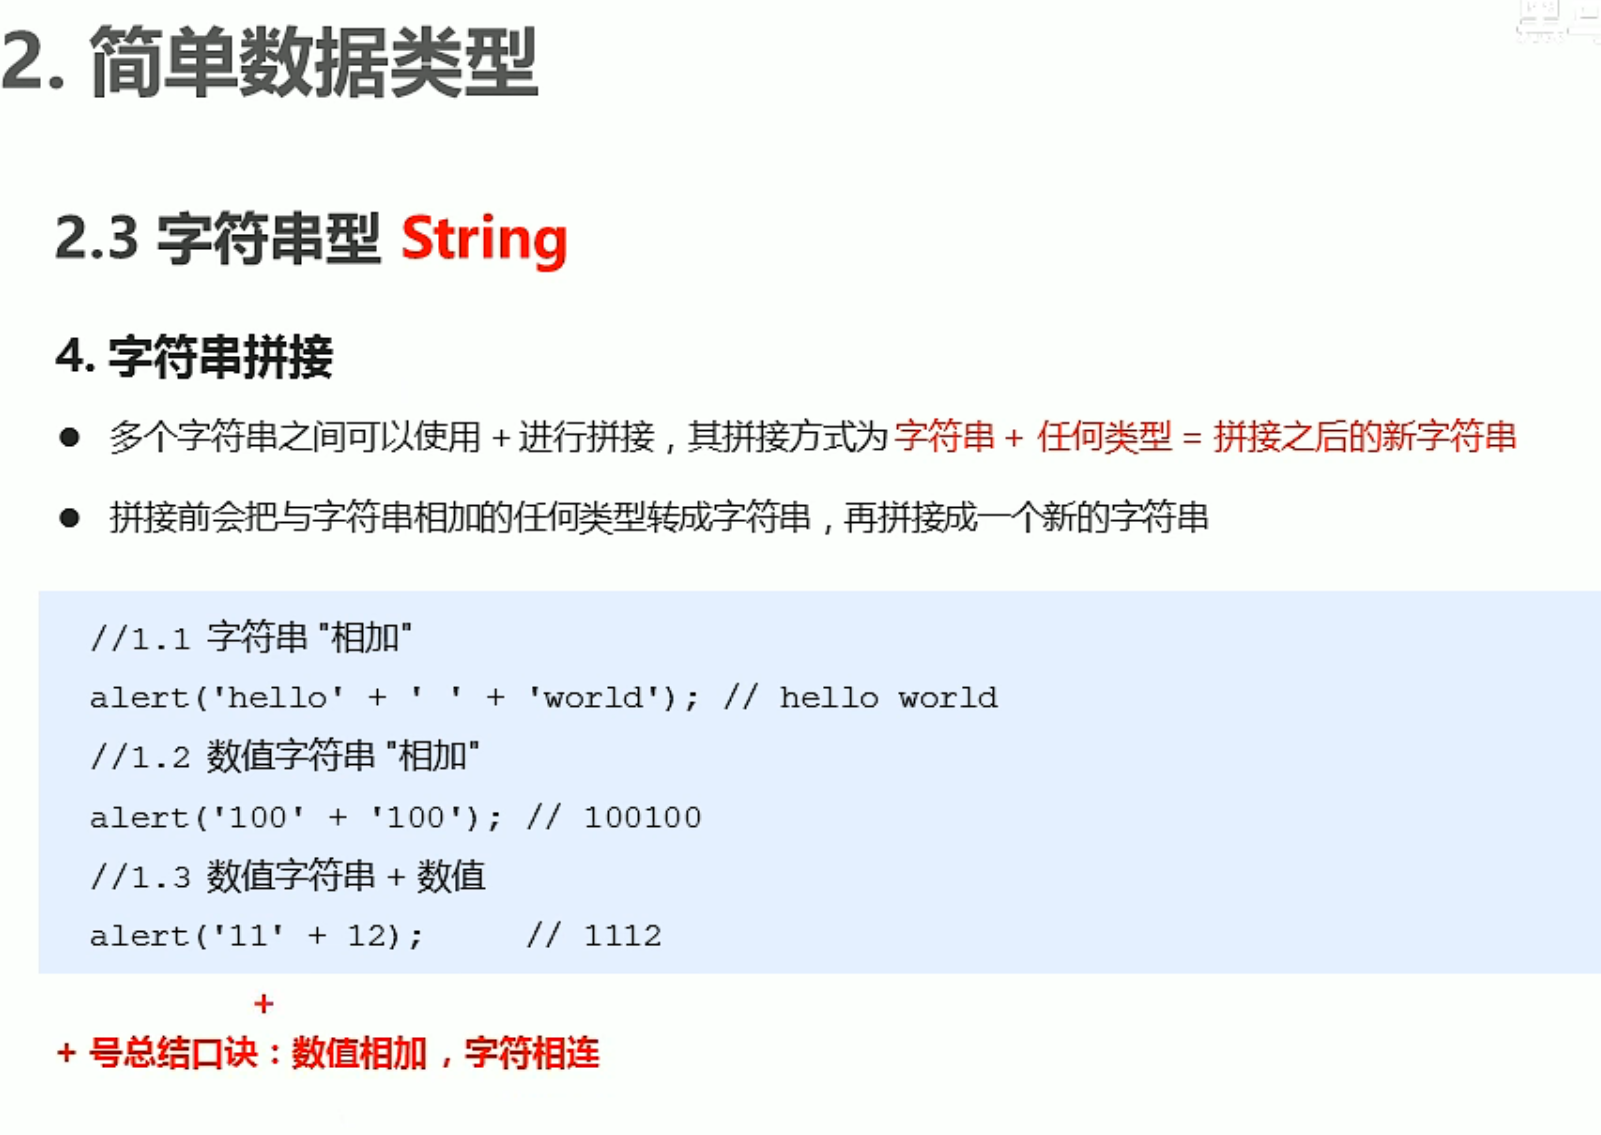 2. 简单数据类型
2.3 字符串型 String
4. 字符串拼接
● 多个字符串之间可以使用 + 进行拼接，其拼接方式为 字符串 + 任何类型 = 拼接之后的新字符串
● 拼接前会把与字符串相加的任何类型转成字符串，再拼接成一个新的字符串
//1.1 字符串 "相加"
alert('hello' + ' ' + 'world'); // hello world
//1.2 数值字符串 "相加"
alert('100' + '100'); // 100100
//1.3 数值字符串 + 数值
alert('11' + 12);     // 1112
+
+ 号总结口诀：数值相加，字符相连